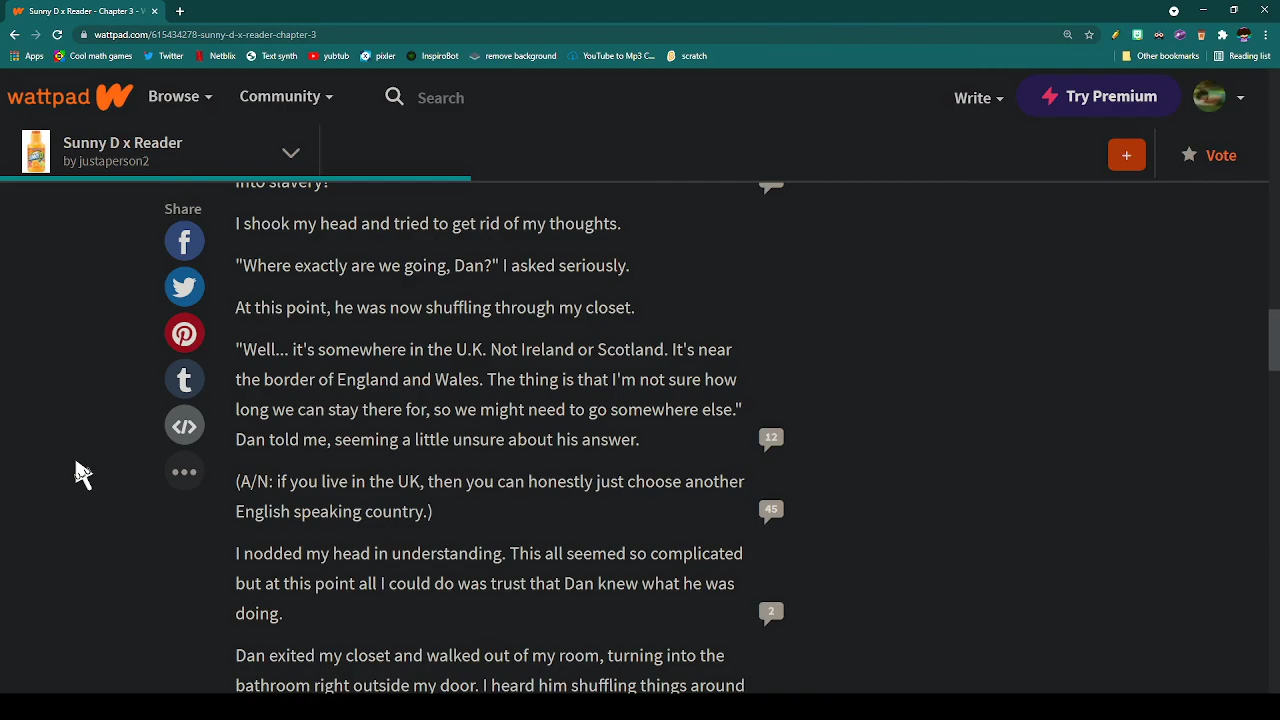 Sunny D x Reader - Chapter 3 - V
wattpad.com/615434278-sunny-d-x-reader-chapter-3
Apps Cool math games Twitter Netblix Text synth yubtub pixler InspiroBot remove background YouTube to Mp3 C... scratch Other bookmarks Reading list
wattpad Browse Community Search Write Try Premium
Sunny D x Reader
by justaperson2
+ Vote
into slavery?
Share
I shook my head and tried to get rid of my thoughts.
"Where exactly are we going, Dan?" I asked seriously.
At this point, he was now shuffling through my closet.
"Well... it's somewhere in the U.K. Not Ireland or Scotland. It's near
the border of England and Wales. The thing is that I'm not sure how
long we can stay there for, so we might need to go somewhere else."
Dan told me, seeming a little unsure about his answer.
12
(A/N: if you live in the UK, then you can honestly just choose another
English speaking country.)
45
I nodded my head in understanding. This all seemed so complicated
but at this point all I could do was trust that Dan knew what he was
doing.
2
Dan exited my closet and walked out of my room, turning into the
bathroom right outside my door. I heard him shuffling things around